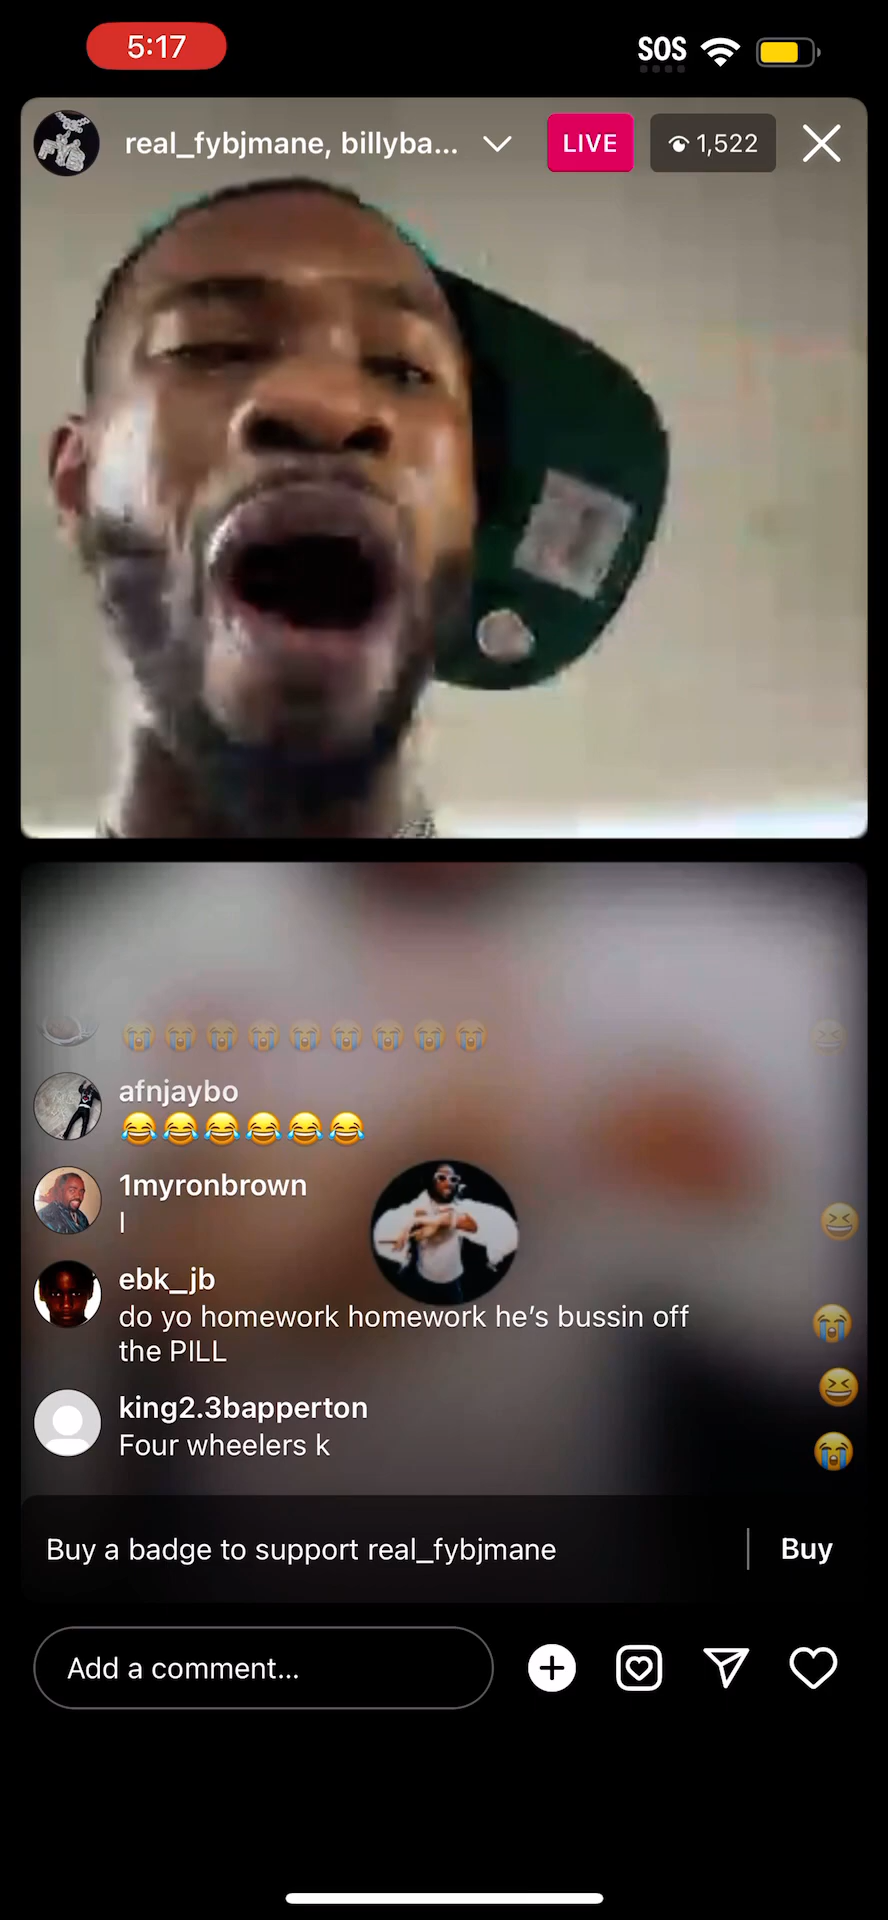 5:17
SOS
real_fybjmane, billyba...
LIVE
1,522
😭😭😭😭😭😭😭😭😭
afnjaybo
😂😂😂😂😂😂
1myronbrown
I
ebk_jb
do yo homework homework he’s bussin off
the PILL
king2.3bapperton
Four wheelers k
Buy a badge to support real_fybjmane
Buy
Add a comment...